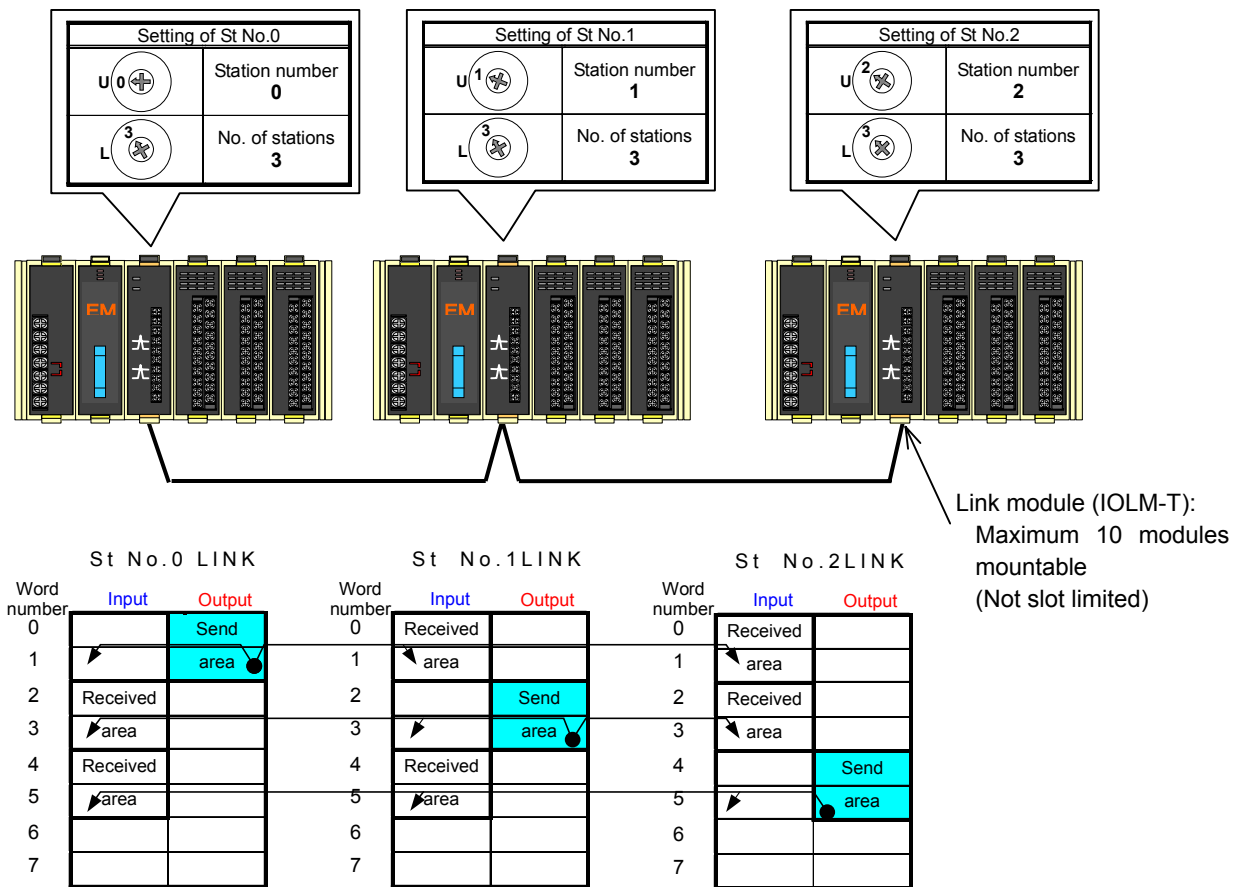 Setting of St No.0
U 0
Station number
0
L 3
No. of stations
3
Setting of St No.1
U 1
Station number
1
L 3
No. of stations
3
Setting of St No.2
U 2
Station number
2
L 3
No. of stations
3
EM
EM
EM
Link module (IOLM-T):
Maximum 10 modules
mountable
(Not slot limited)
St No.0 LINK
Word
number
Input Output
0 Send
1 area
2 Received
3 area
4 Received
5 area
6
7
St No.1LINK
Word
number
Input Output
0 Received
1 area
2 Send
3 area
4 Received
5 area
6
7
St No.2LINK
Word
number
Input Output
0 Received
1 area
2 Received
3 area
4 Send
5 area
6
7